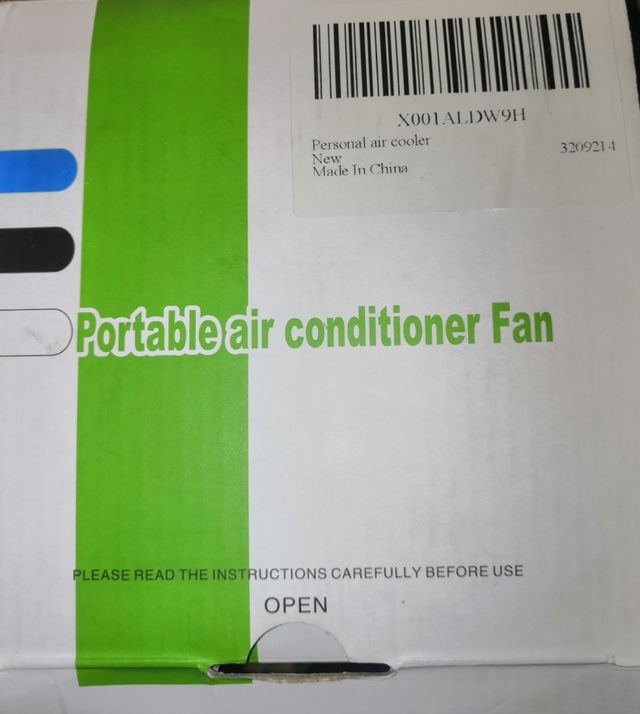 X001ALDW9H
Personal air cooler 3209214
New
Made In China
Portable air conditioner Fan
PLEASE READ THE INSTRUCTIONS CAREFULLY BEFORE USE
OPEN